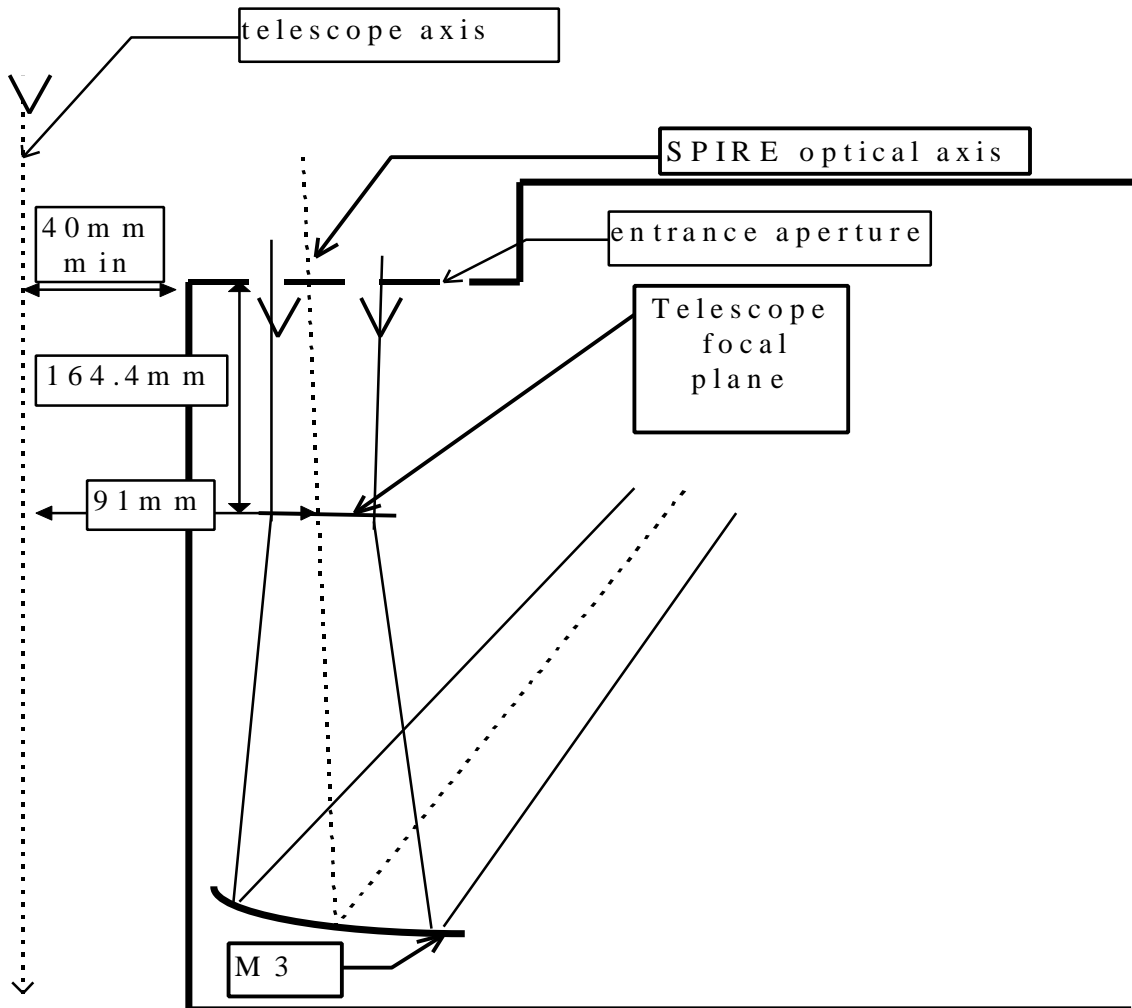 telescope axis
SPIRE optical axis
40mm
min
entrance aperture
Telescope
focal
plane
164.4mm
91mm
M3